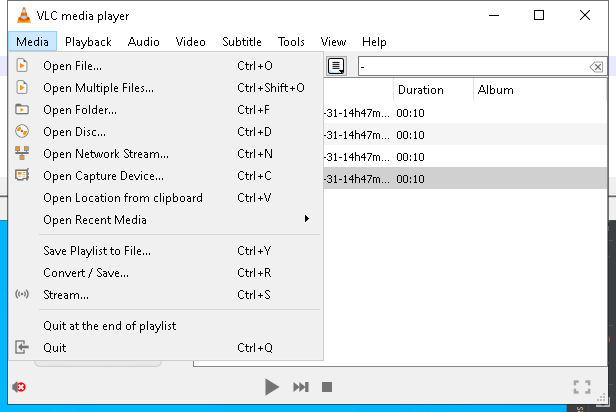 VLC media player
Media Playback Audio Video Subtitle Tools View Help
Open File... Ctrl+O
Open Multiple Files... Ctrl+Shift+O
Open Folder... Ctrl+F
Open Disc... Ctrl+D
Open Network Stream... Ctrl+N
Open Capture Device... Ctrl+C
Open Location from clipboard Ctrl+V
Open Recent Media
Save Playlist to File... Ctrl+Y
Convert / Save... Ctrl+R
Stream... Ctrl+S
Quit at the end of playlist
Quit Ctrl+Q
-
Duration Album
-31-14h47m... 00:10
-31-14h47m... 00:10
-31-14h47m... 00:10
-31-14h47m... 00:10